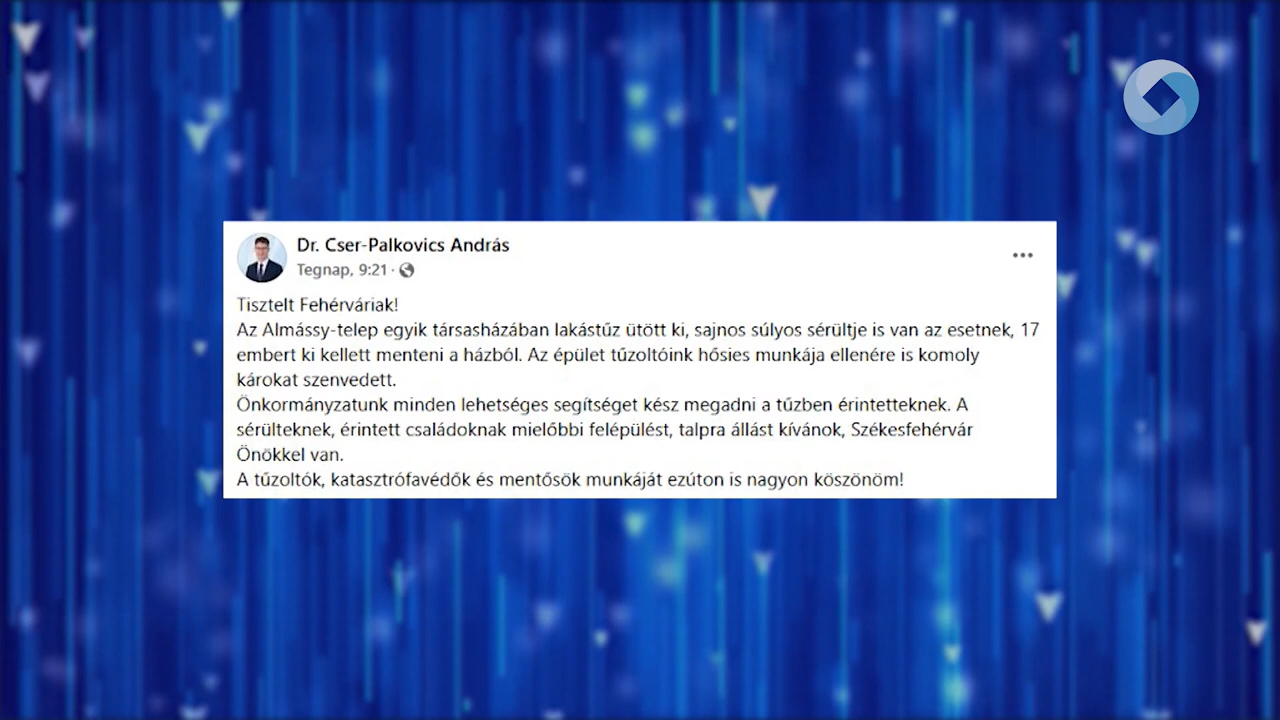 Dr. Cser-Palkovics András
Tegnap, 9:21 ·
Tisztelt Fehérváriak!
Az Almássy-telep egyik társasházában lakástűz ütött ki, sajnos súlyos sérültje is van az esetnek, 17
embert ki kellett menteni a házból. Az épület tűzoltóink hősies munkája ellenére is komoly
károkat szenvedett.
Önkormányzatunk minden lehetséges segítséget kész megadni a tűzben érintetteknek. A
sérülteknek, érintett családoknak mielőbbi felépülést, talpra állást kívánok, Székesfehérvár
Önökkel van.
A tűzoltók, katasztrófavédők és mentősök munkáját ezúton is nagyon köszönöm!